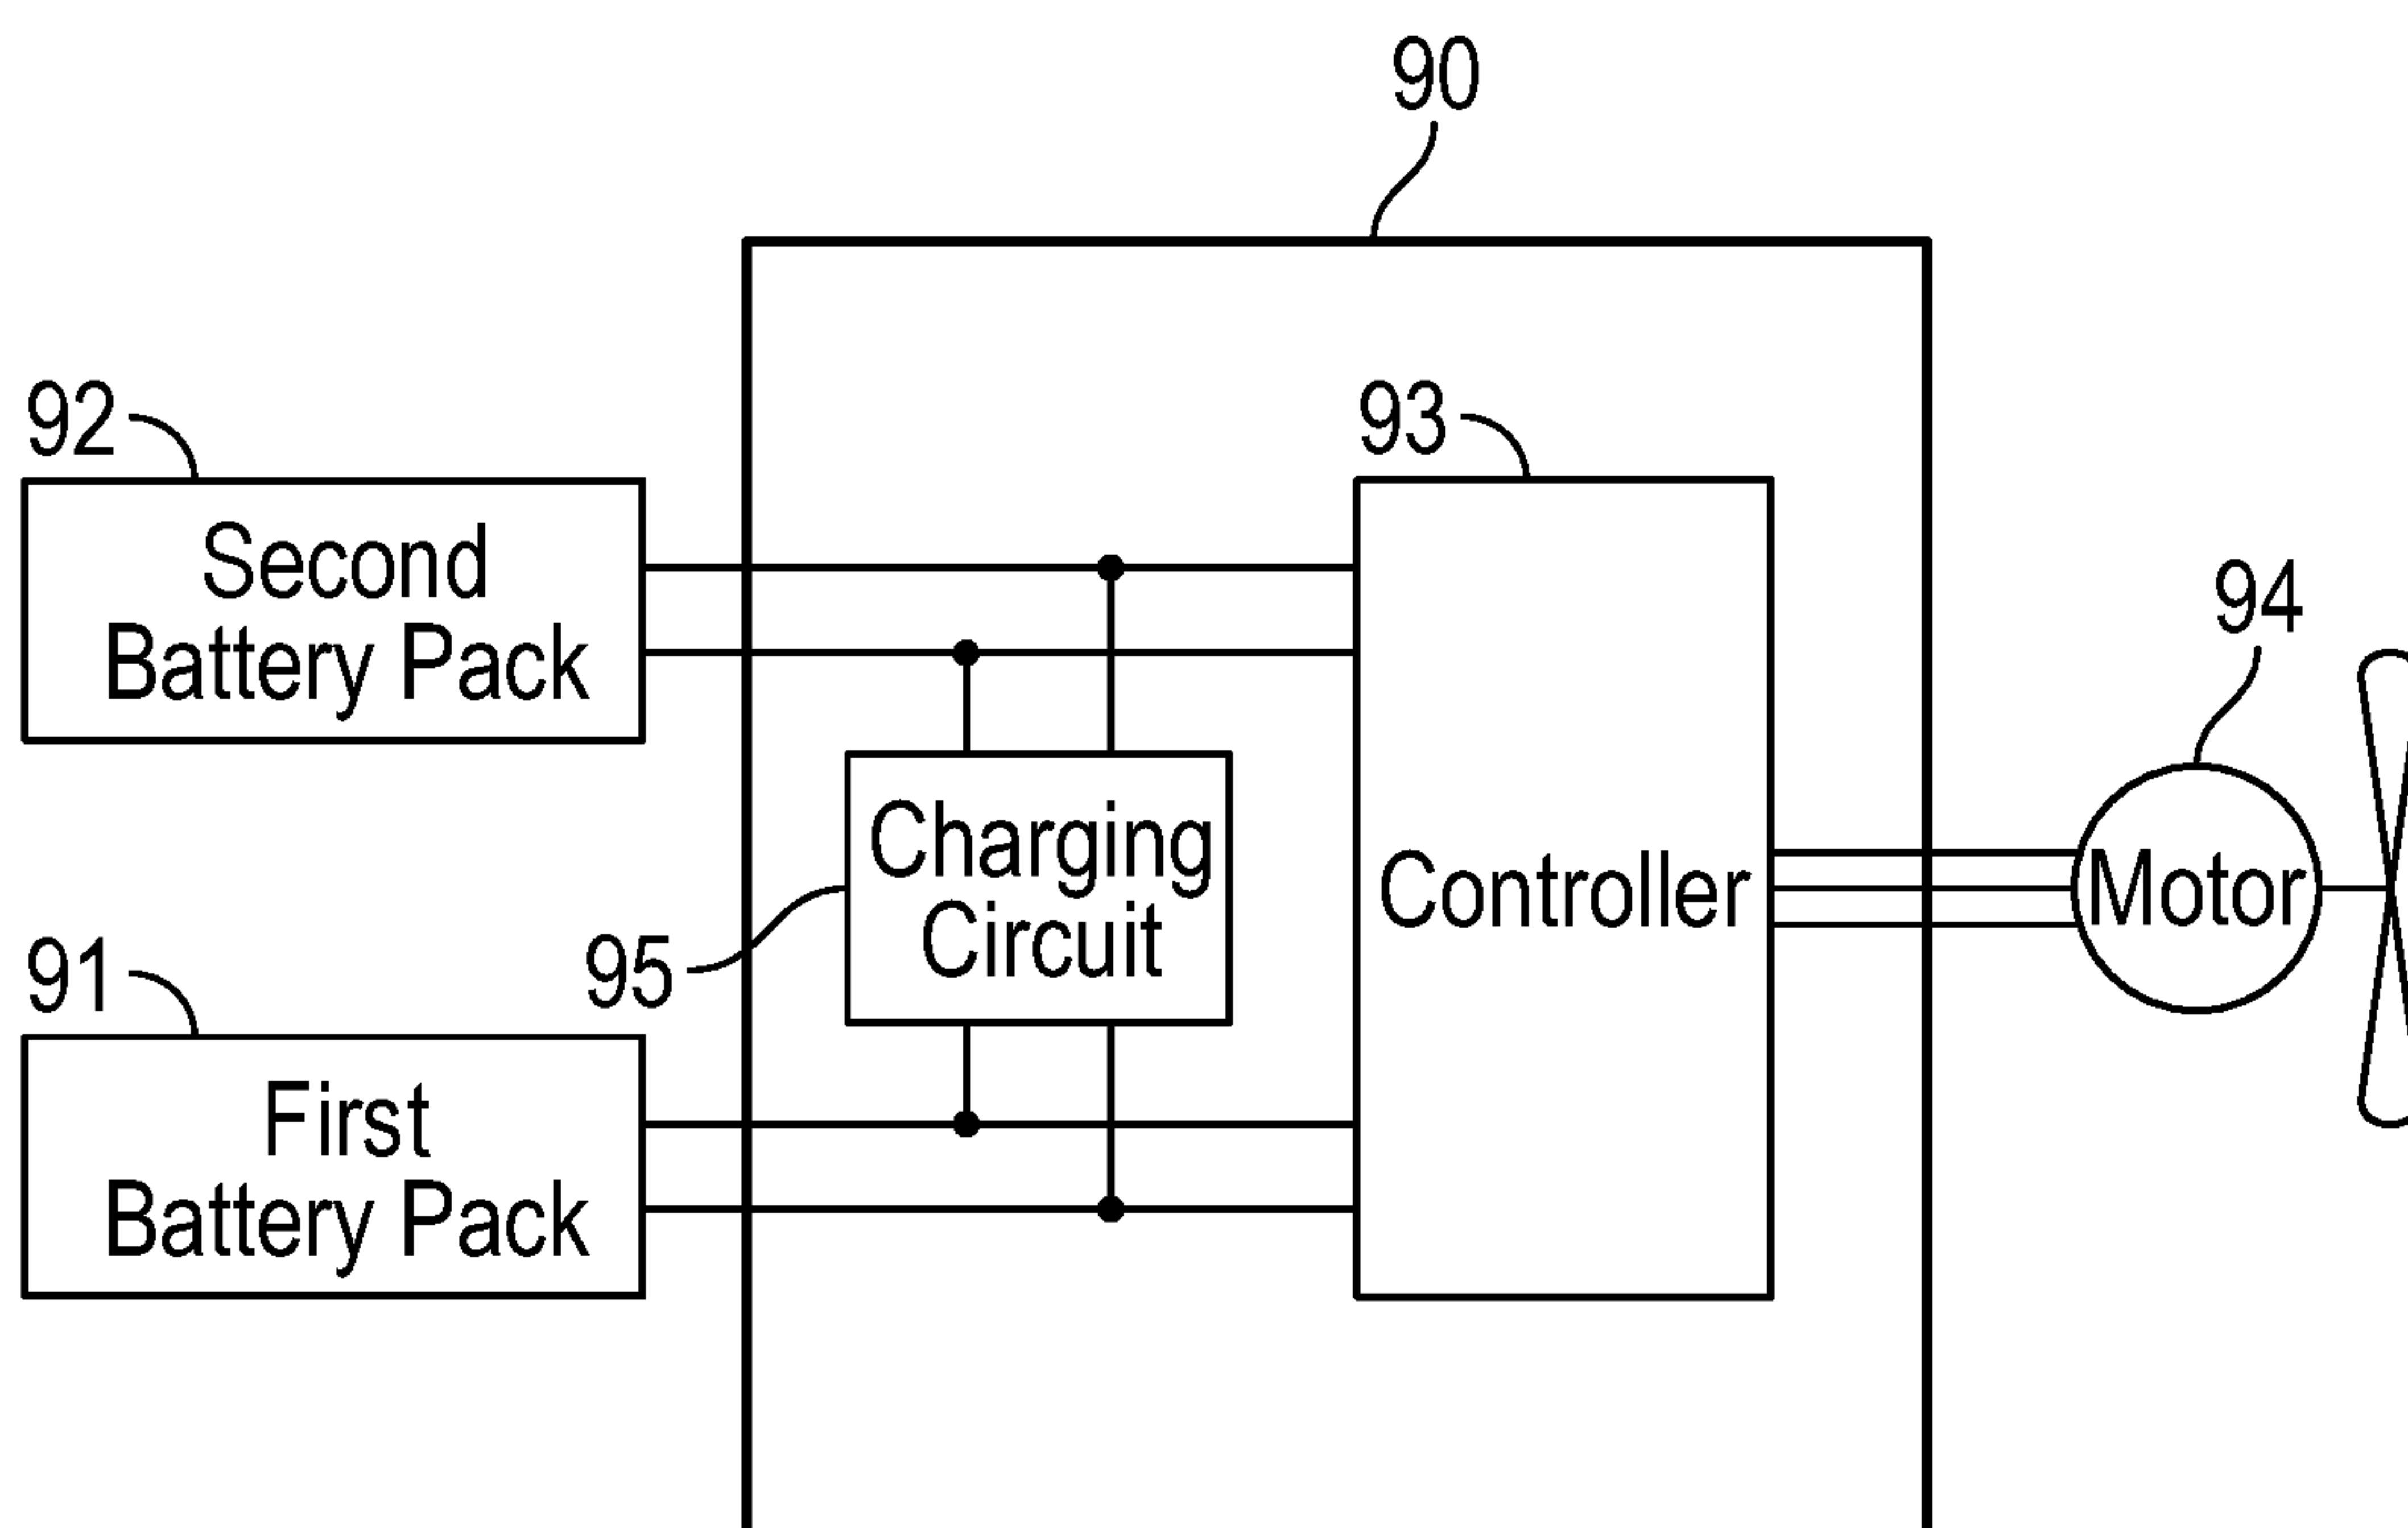 90
92
93
Second
Battery Pack
94
Charging
Circuit
Controller
Motor
95
91
First
Battery Pack